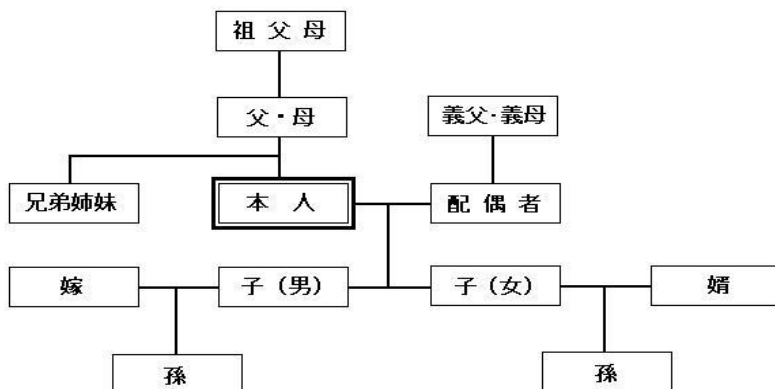 祖父母
父・母
義父・義母
兄弟姉妹
本人
配偶者
嫁
子(男)
子(女)
婿
孫
孫